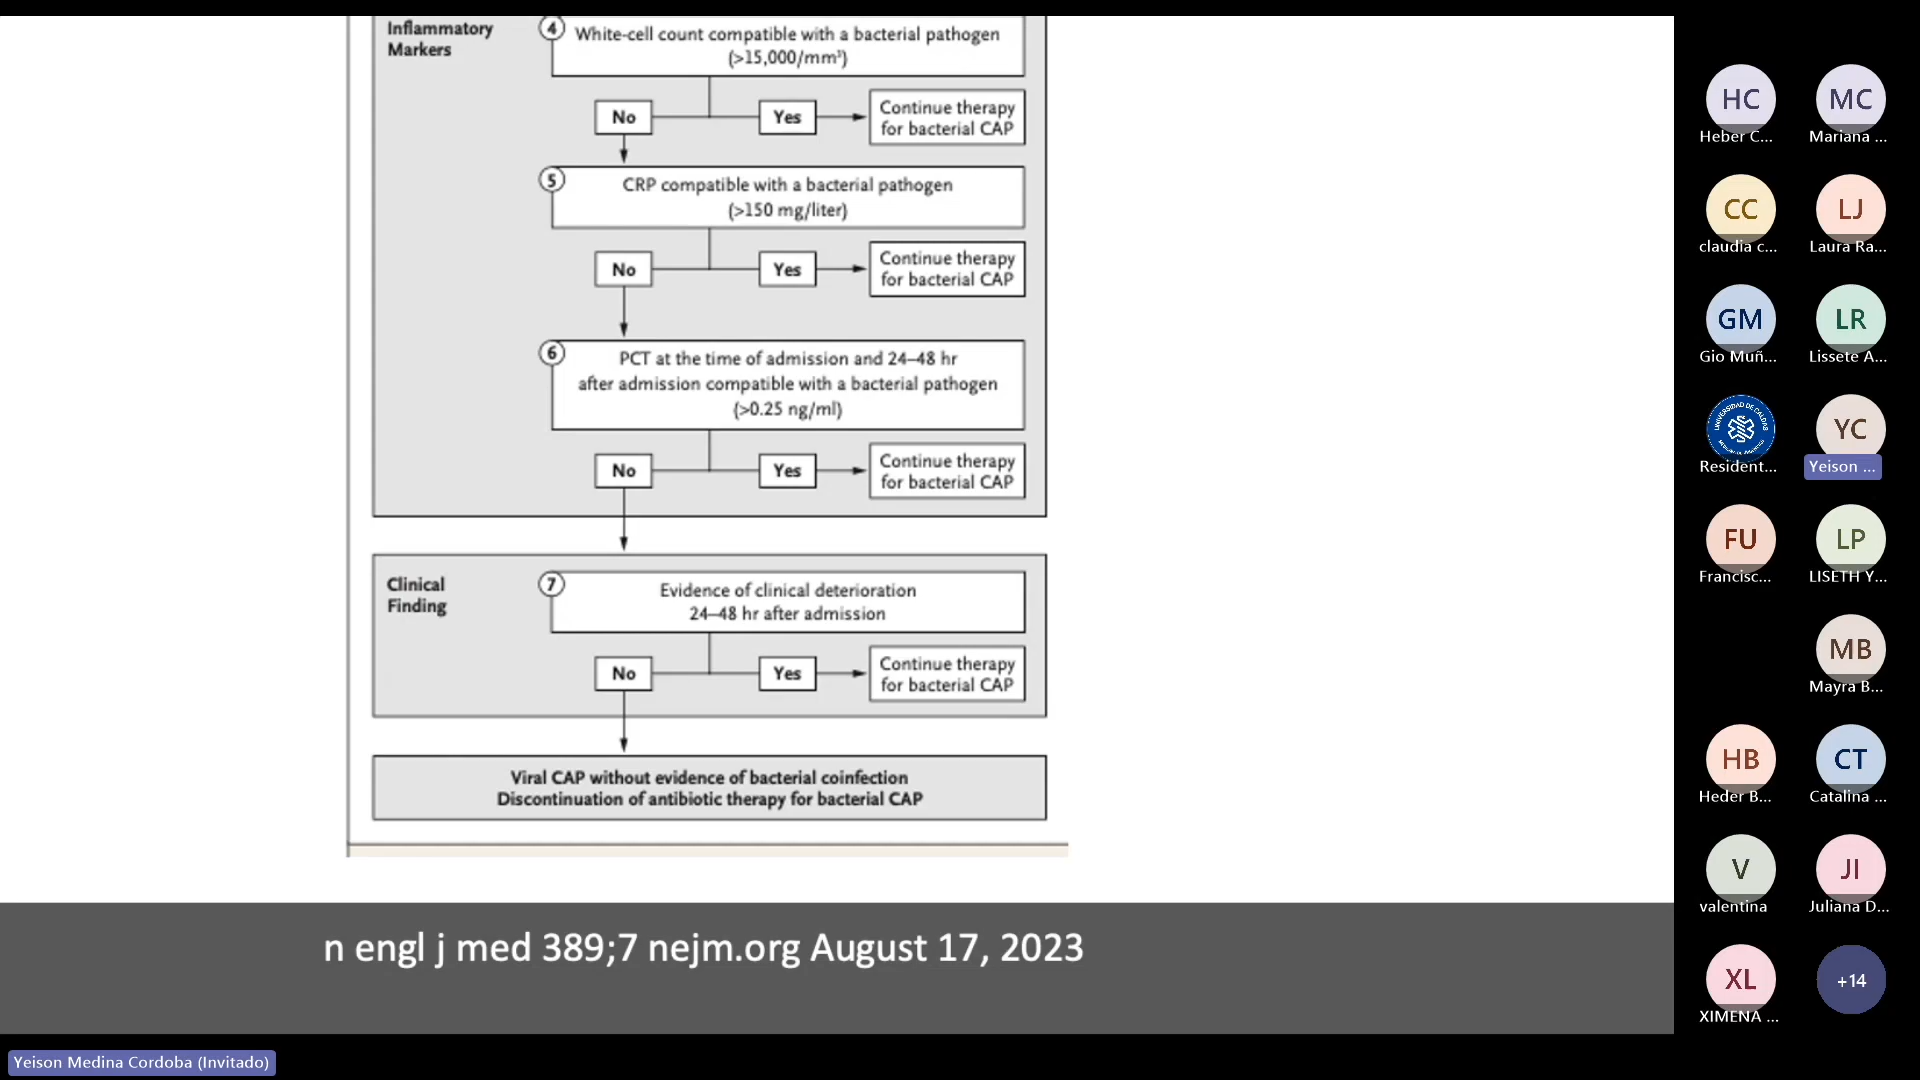 Inflammatory
Markers
4
White-cell count compatible with a bacterial pathogen
(>15,000/mm³)
No
Yes
Continue therapy
for bacterial CAP
5
CRP compatible with a bacterial pathogen
(>150 mg/liter)
No
Yes
Continue therapy
for bacterial CAP
6
PCT at the time of admission and 24–48 hr
after admission compatible with a bacterial pathogen
(>0.25 ng/ml)
No
Yes
Continue therapy
for bacterial CAP
Clinical
Finding
7
Evidence of clinical deterioration
24–48 hr after admission
No
Yes
Continue therapy
for bacterial CAP
Viral CAP without evidence of bacterial coinfection
Discontinuation of antibiotic therapy for bacterial CAP
n engl j med 389;7 nejm.org August 17, 2023
Yeison Medina Cordoba (Invitado)
HC
Heber C...
MC
Mariana ...
CC
claudia c...
LJ
Laura Ra...
GM
Gio Muñ...
LR
Lissete A...
UNIVERSIDAD DE CALDAS
Resident...
YC
Yeison ...
FU
Francisc...
LP
LISETH Y...
MB
Mayra B...
HB
Heder B...
CT
Catalina ...
V
valentina
JI
Juliana D...
XL
XIMENA ...
+14